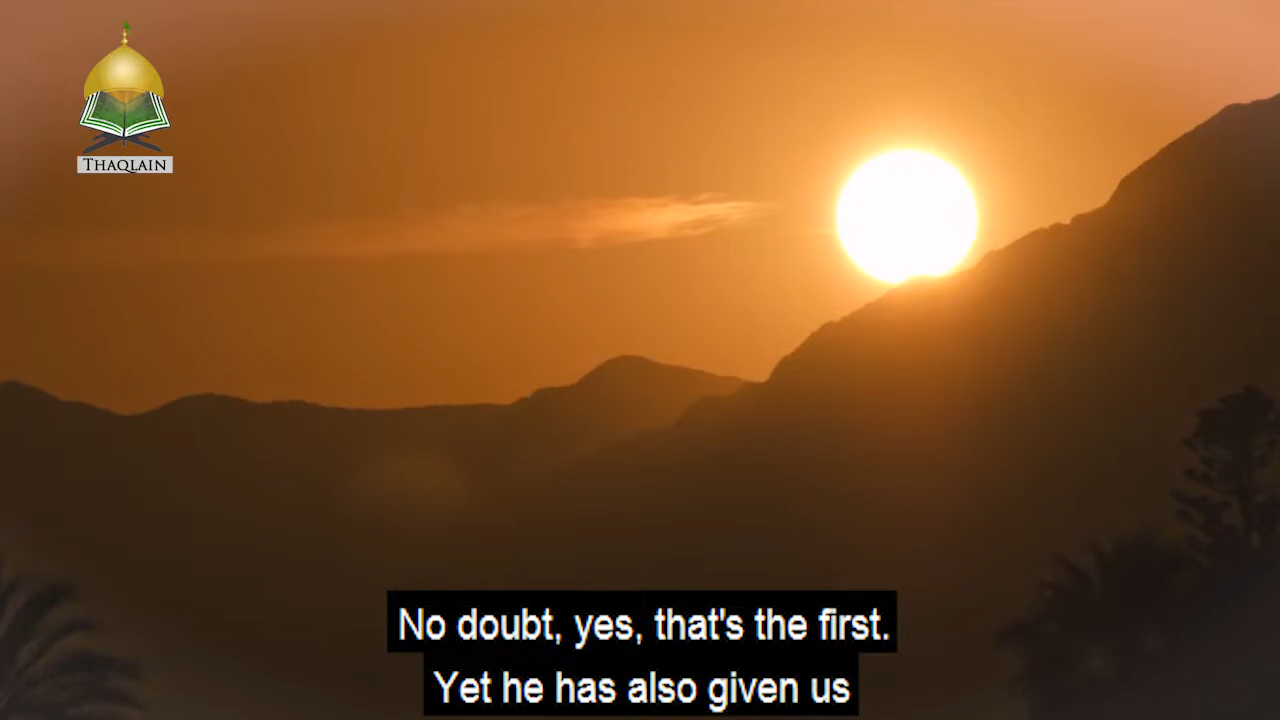 THAQLAIN
No doubt, yes, that's the first.
Yet he has also given us